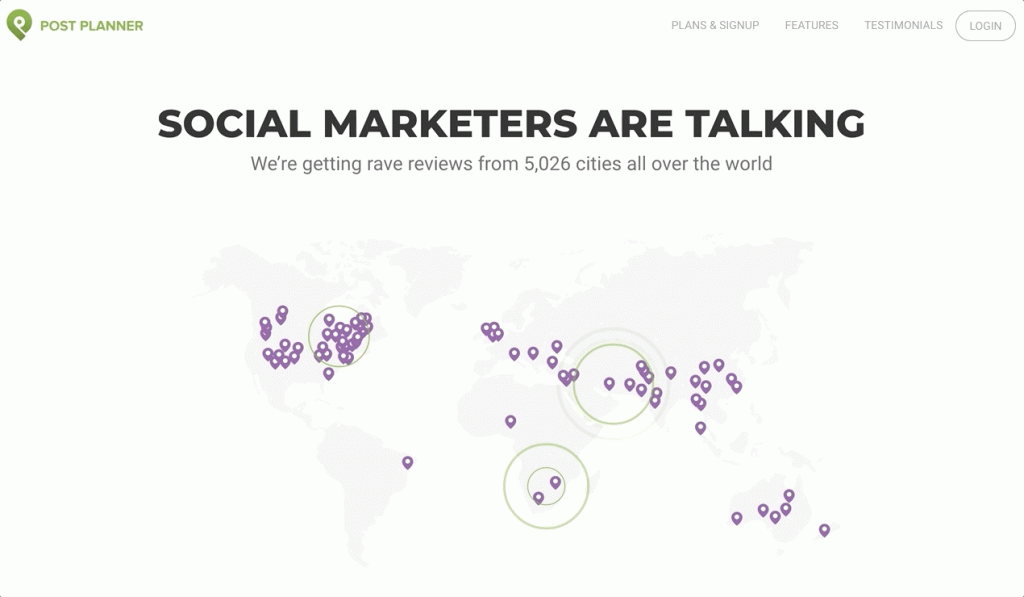 POST PLANNER
PLANS & SIGNUP FEATURES TESTIMONIALS LOGIN
SOCIAL MARKETERS ARE TALKING
We’re getting rave reviews from 5,026 cities all over the world